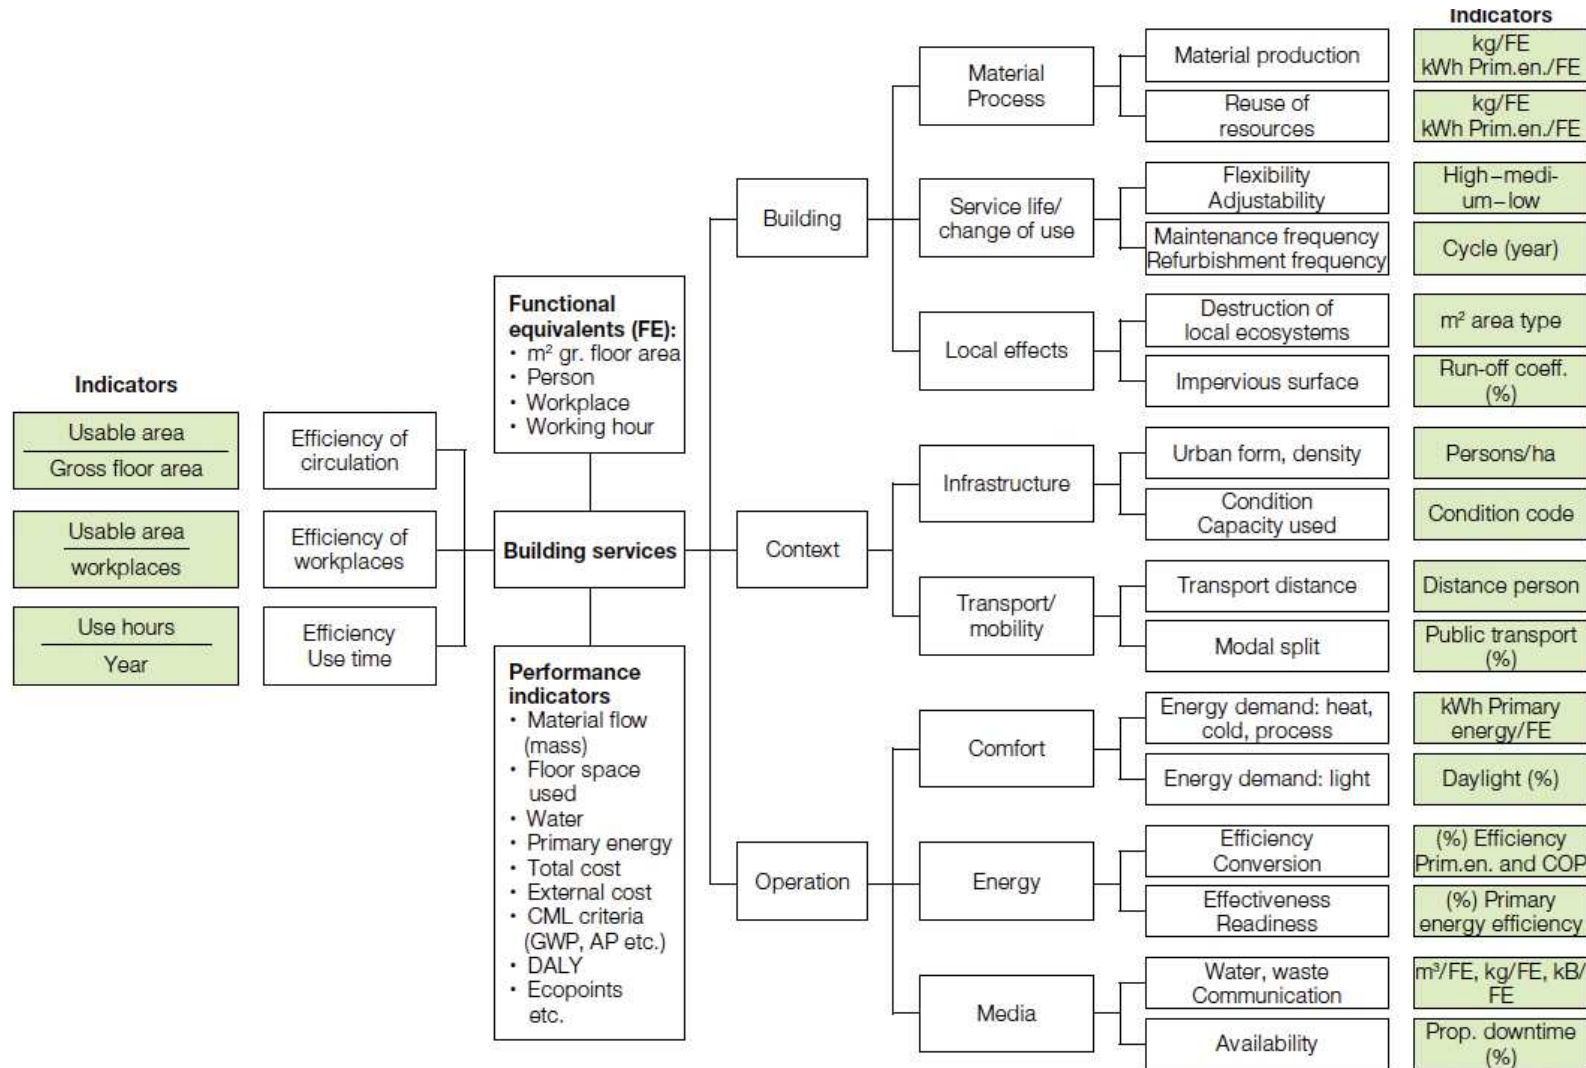 Indicators
Usable area
Gross floor area
Usable area
workplaces
Use hours
Year
Efficiency of
circulation
Efficiency of
workplaces
Efficiency
Use time
Functional
equivalents (FE):
• m² gr. floor area
• Person
• Workplace
• Working hour
Building services
Performance
indicators
• Material flow
(mass)
• Floor space
used
• Water
• Primary energy
• Total cost
• External cost
• CML criteria
(GWP, AP etc.)
• DALY
• Ecopoints
etc.
Building
Context
Operation
Material
Process
Service life/
change of use
Local effects
Infrastructure
Transport/
mobility
Comfort
Energy
Media
Material production
Reuse of
resources
Flexibility
Adjustability
Maintenance frequency
Refurbishment frequency
Destruction of
local ecosystems
Impervious surface
Urban form, density
Condition
Capacity used
Transport distance
Modal split
Energy demand: heat,
cold, process
Energy demand: light
Efficiency
Conversion
Effectiveness
Readiness
Water, waste
Communication
Availability
Indicators
kg/FE
kWh Prim.en./FE
kg/FE
kWh Prim.en./FE
High–medi-
um–low
Cycle (year)
m² area type
Run-off coeff.
(%)
Persons/ha
Condition code
Distance person
Public transport
(%)
kWh Primary
energy/FE
Daylight (%)
(%) Efficiency
Prim.en. and COP
(%) Primary
energy efficiency
m³/FE, kg/FE, kB/
FE
Prop. downtime
(%)